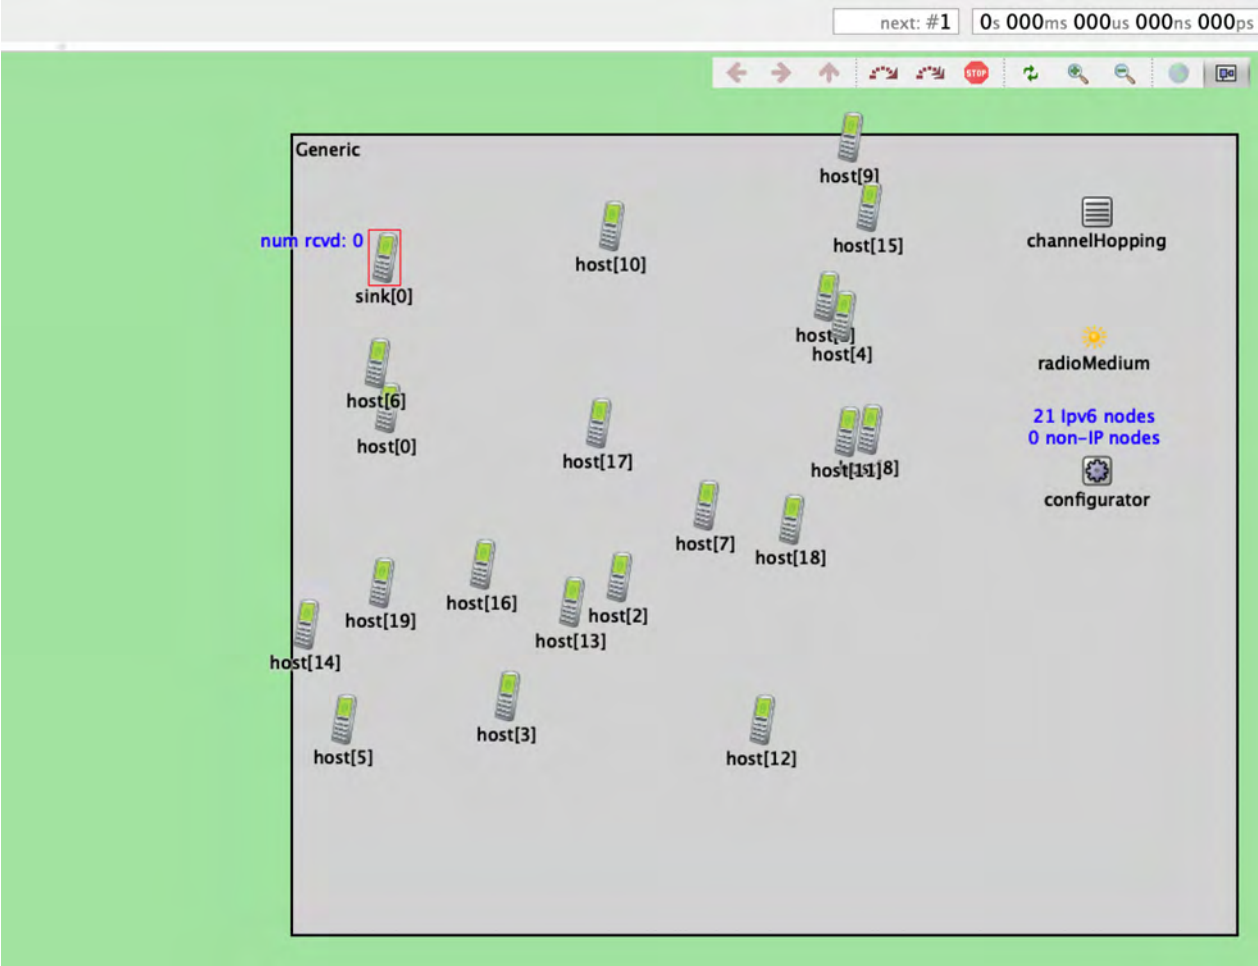 next: #1 0s 000ms 000us 000ns 000ps
STOP
Generic
host[9]
num rcvd: 0
host[10]
host[15]
channelHopping
sink[0]
host[4]
radioMedium
host[6]
host[0]
21 Ipv6 nodes
0 non-IP nodes
host[17]
host[11]
configurator
host[7]
host[18]
host[16]
host[2]
host[19]
host[13]
host[14]
host[3]
host[5]
host[12]